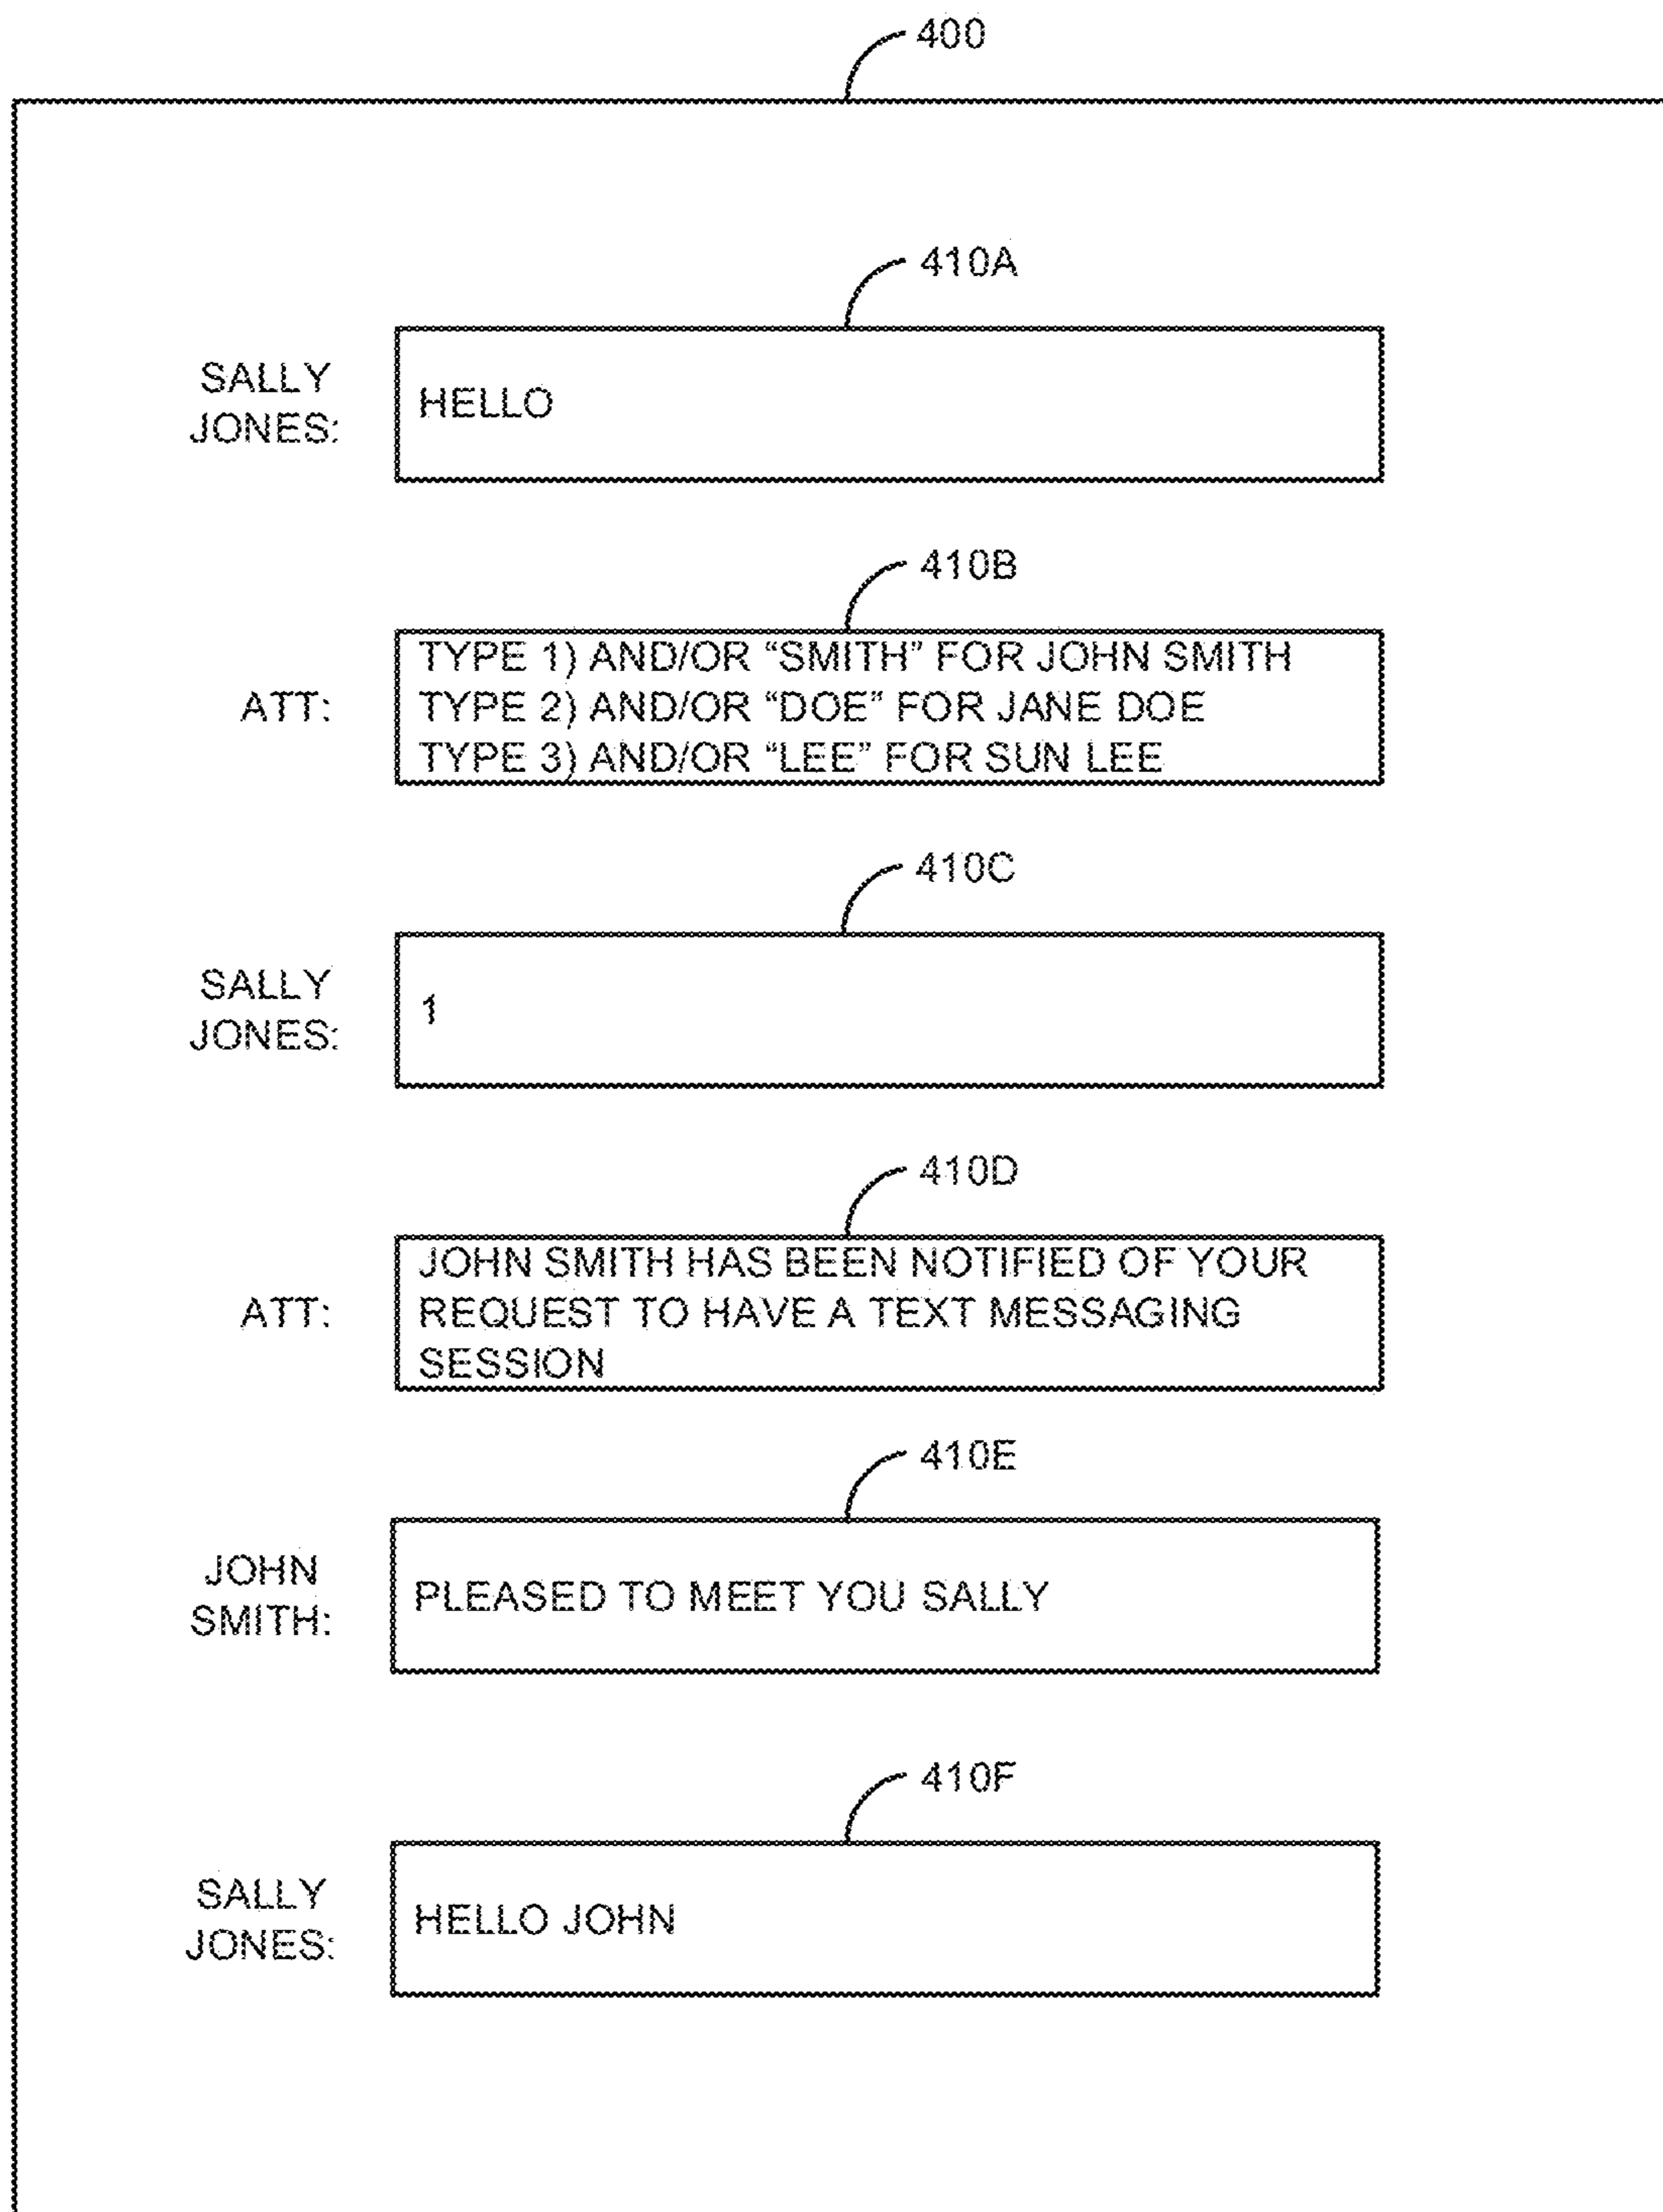 400
410A
SALLY
JONES:
HELLO
410B
ATT:
TYPE 1) AND/OR “SMITH” FOR JOHN SMITH
TYPE 2) AND/OR “DOE” FOR JANE DOE
TYPE 3) AND/OR “LEE” FOR SUN LEE
410C
SALLY
JONES:
1
410D
ATT:
JOHN SMITH HAS BEEN NOTIFIED OF YOUR
REQUEST TO HAVE A TEXT MESSAGING
SESSION
410E
JOHN
SMITH:
PLEASED TO MEET YOU SALLY
410F
SALLY
JONES:
HELLO JOHN